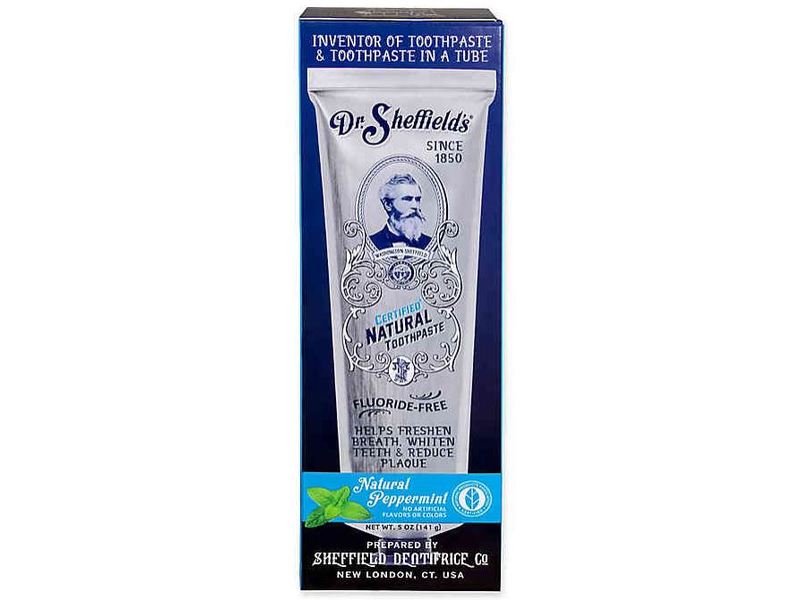 INVENTOR OF TOOTHPASTE
& TOOTHPASTE IN A TUBE
Dr. Sheffield's®
SINCE
1850
WASHINGTON SHEFFIELD
CERTIFIED
NATURAL
TOOTHPASTE
FLUORIDE-FREE
HELPS FRESHEN
BREATH, WHITEN
TEETH & REDUCE
PLAQUE
Natural
Peppermint
NO ARTIFICIAL
FLAVORS OR COLORS
NET WT. 5 OZ (141 g)
PREPARED BY
SHEFFIELD DENTIFRICE Co
NEW LONDON, CT. USA